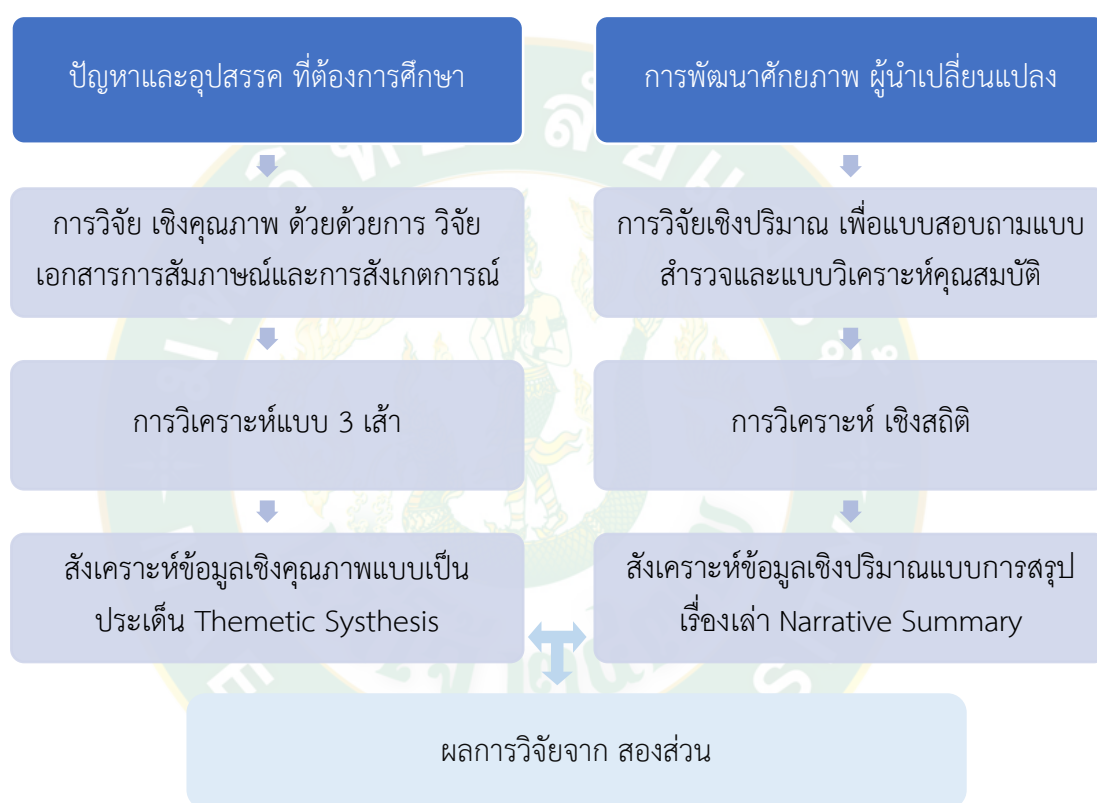 ปัญหาและอุปสรรค ที่ต้องการศึกษา
การวิจัย เชิงคุณภาพ ด้วยด้วยการ วิจัย
เอกสารการสัมภาษณ์และการสังเกตการณ์
การวิเคราะห์แบบ 3 เส้า
สังเคราะห์ข้อมูลเชิงคุณภาพแบบเป็น
ประเด็น Themetic Systhesis
การพัฒนาศักยภาพ ผู้นำเปลี่ยนแปลง
การวิจัยเชิงปริมาณ เพื่อแบบสอบถามแบบ
สำรวจและแบบวิเคราะห์คุณสมบัติ
การวิเคราะห์ เชิงสถิติ
สังเคราะห์ข้อมูลเชิงปริมาณแบบการสรุป
เรื่องเล่า Narrative Summary
ผลการวิจัยจาก สองส่วน